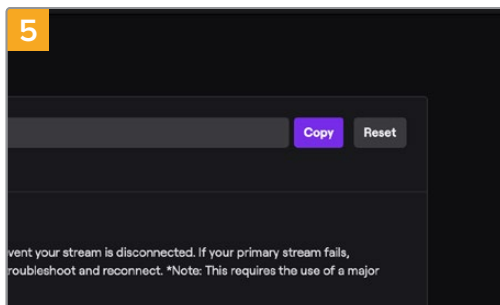 5
Copy Reset
vent your stream is disconnected. If your primary stream fails,
roubleshoot and reconnect. *Note: This requires the use of a major